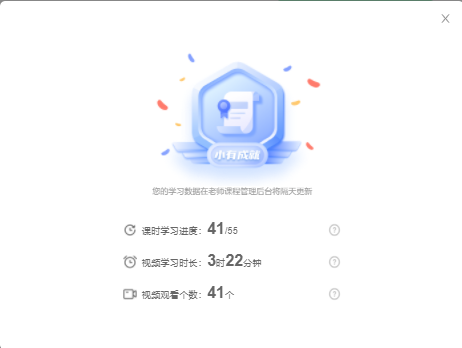 小有成就
您的学习数据在老师课程管理后台将隔天更新
课时学习进度：41/55
视频学习时长：3时22分钟
视频观看个数：41个